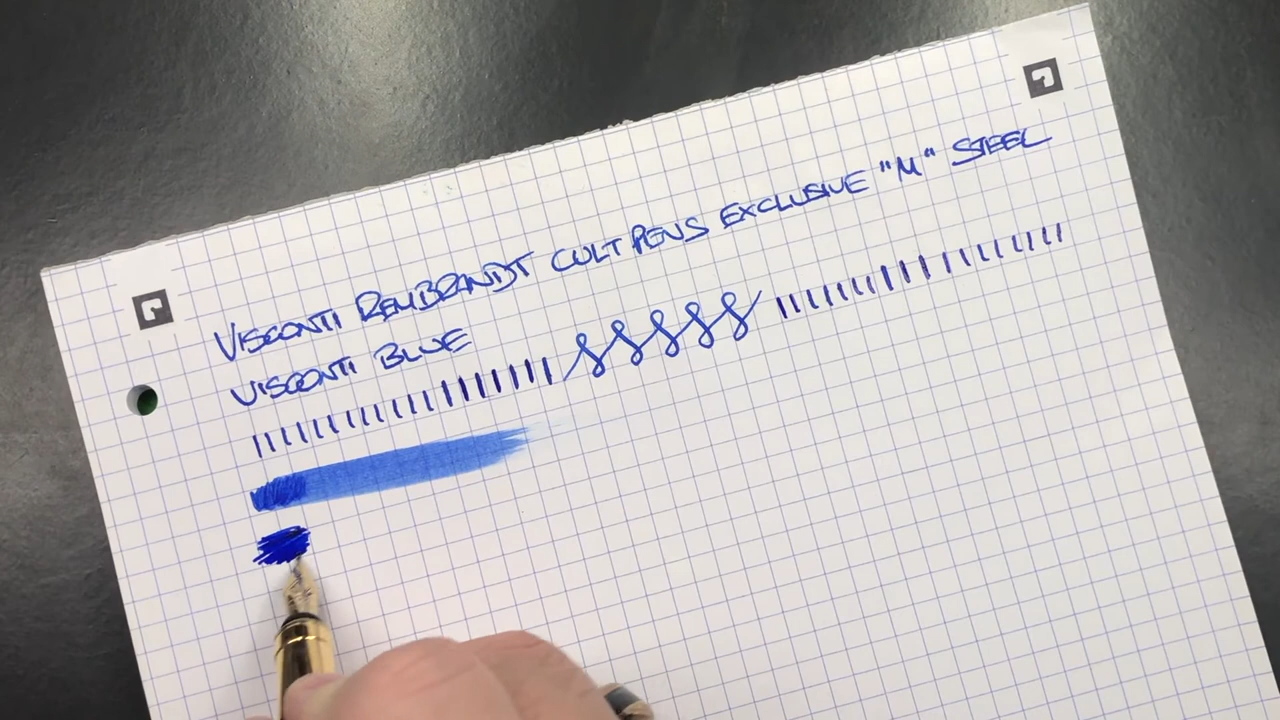 VISCONTI REMBRANDT CULT PENS EXCLUSIVE "M" STEEL
VISCONTI BLUE